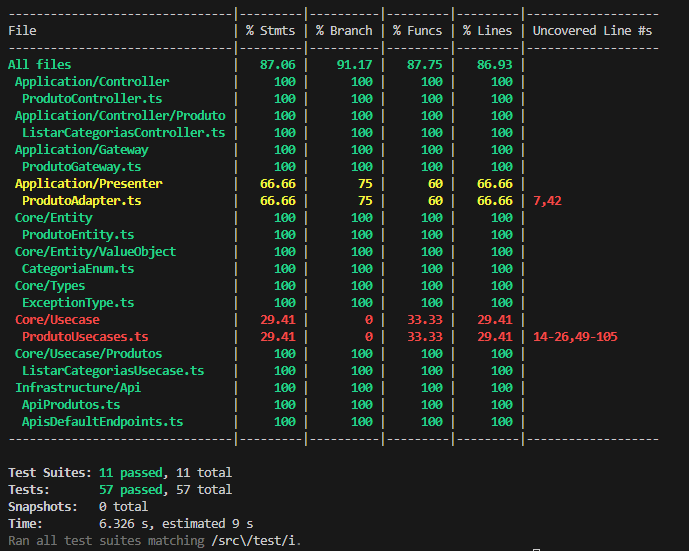 --------------------------------|---------|----------|---------|---------|-------------------
File                            | % Stmts | % Branch | % Funcs | % Lines | Uncovered Line #s
--------------------------------|---------|----------|---------|---------|-------------------
All files                       |   87.06 |    91.17 |   87.75 |   86.93 |
 Application/Controller         |     100 |      100 |     100 |     100 |
  ProdutoController.ts          |     100 |      100 |     100 |     100 |
 Application/Controller/Produto |     100 |      100 |     100 |     100 |
  ListarCategoriasController.ts |     100 |      100 |     100 |     100 |
 Application/Gateway            |     100 |      100 |     100 |     100 |
  ProdutoGateway.ts             |     100 |      100 |     100 |     100 |
 Application/Presenter          |   66.66 |       75 |      60 |   66.66 |
  ProdutoAdapter.ts             |   66.66 |       75 |      60 |   66.66 | 7,42
 Core/Entity                    |     100 |      100 |     100 |     100 |
  ProdutoEntity.ts              |     100 |      100 |     100 |     100 |
 Core/Entity/ValueObject        |     100 |      100 |     100 |     100 |
  CategoriaEnum.ts              |     100 |      100 |     100 |     100 |
 Core/Types                     |     100 |      100 |     100 |     100 |
  ExceptionType.ts              |     100 |      100 |     100 |     100 |
 Core/Usecase                   |   29.41 |        0 |   33.33 |   29.41 |
  ProdutoUsecases.ts            |   29.41 |        0 |   33.33 |   29.41 | 14-26,49-105
 Core/Usecase/Produtos          |     100 |      100 |     100 |     100 |
  ListarCategoriasUsecase.ts    |     100 |      100 |     100 |     100 |
 Infrastructure/Api             |     100 |      100 |     100 |     100 |
  ApiProdutos.ts                |     100 |      100 |     100 |     100 |
  ApisDefaultEndpoints.ts       |     100 |      100 |     100 |     100 |
--------------------------------|---------|----------|---------|---------|-------------------
Test Suites: 11 passed, 11 total
Tests:       57 passed, 57 total
Snapshots:   0 total
Time:        6.326 s, estimated 9 s
Ran all test suites matching /src\/test/i.